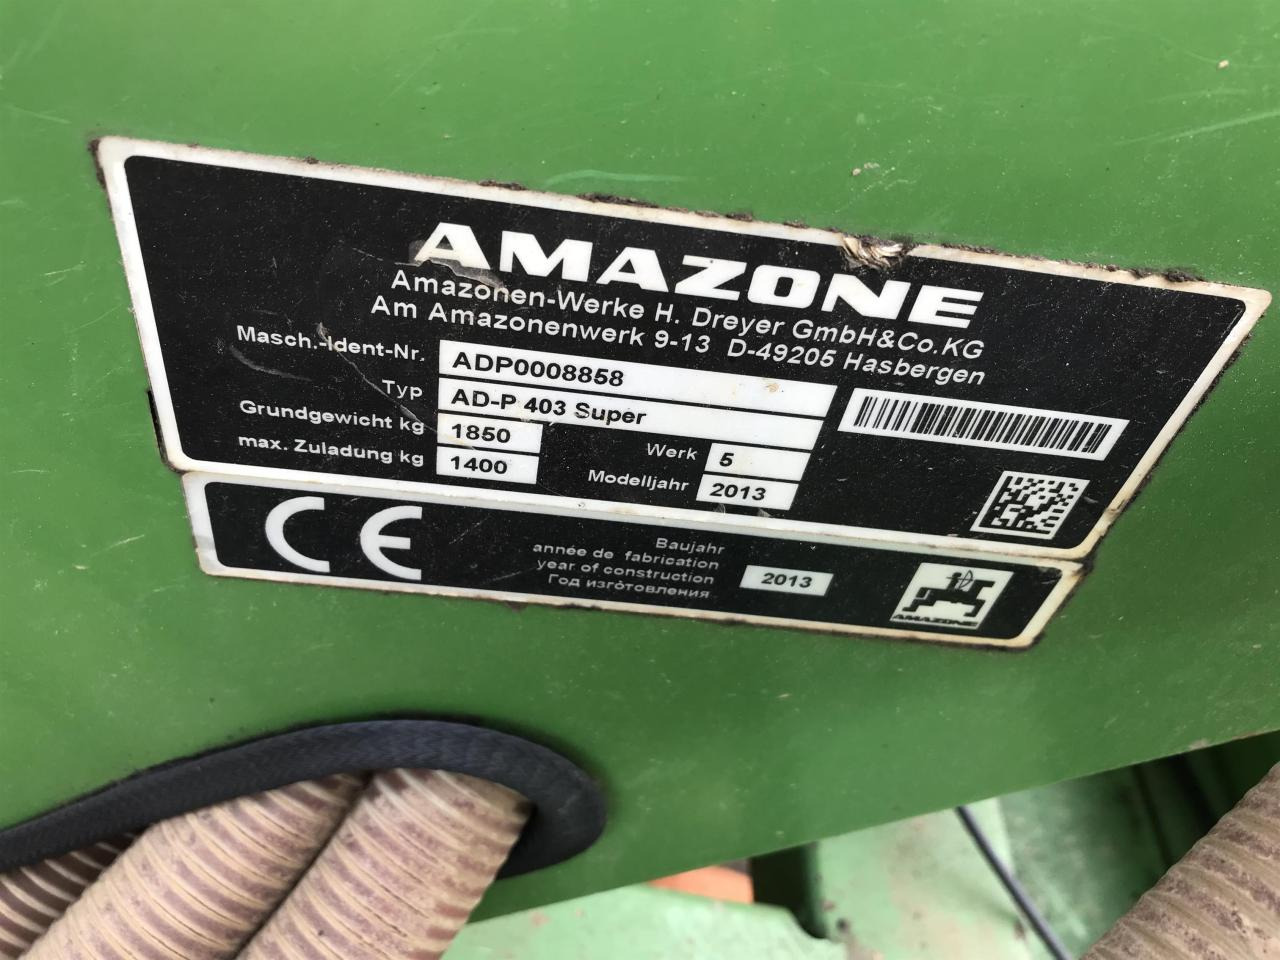 AMAZONE
Amazonen-Werke H. Dreyer GmbH&Co.KG
Am Amazonenwerk 9-13 D-49205 Hasbergen
Masch.-Ident-Nr. ADP0008858
Typ AD-P 403 Super
Grundgewicht kg 1850 Werk 5
max. Zuladung kg 1400 Modelljahr 2013
CE
Baujahr
année de fabrication
year of construction 2013
Год изготовления
AMAZONE